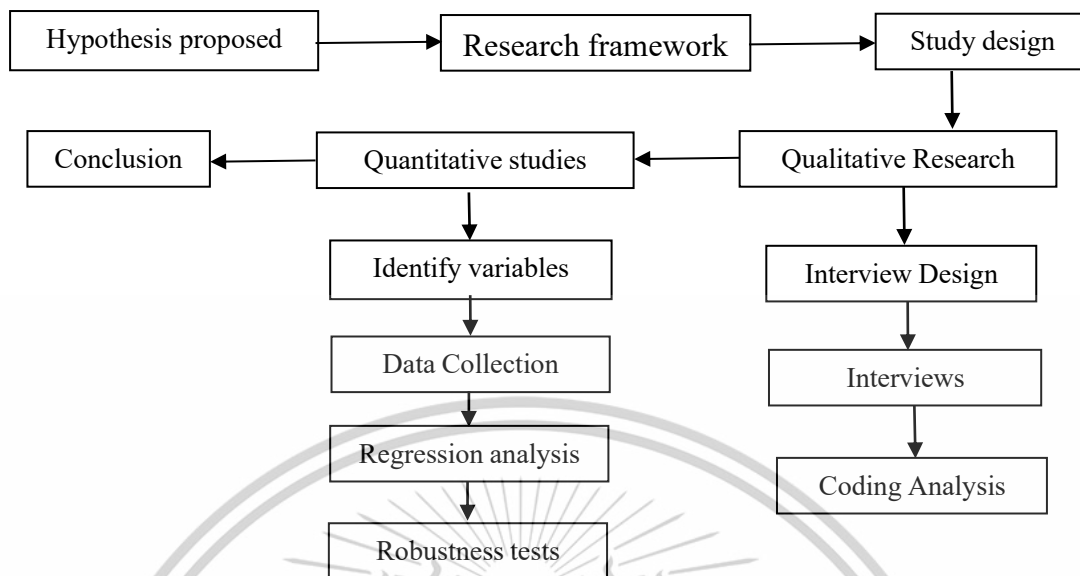 Hypothesis proposed
Research framework
Study design
Conclusion
Quantitative studies
Qualitative Research
Identify variables
Interview Design
Data Collection
Interviews
Regression analysis
Coding Analysis
Robustness tests